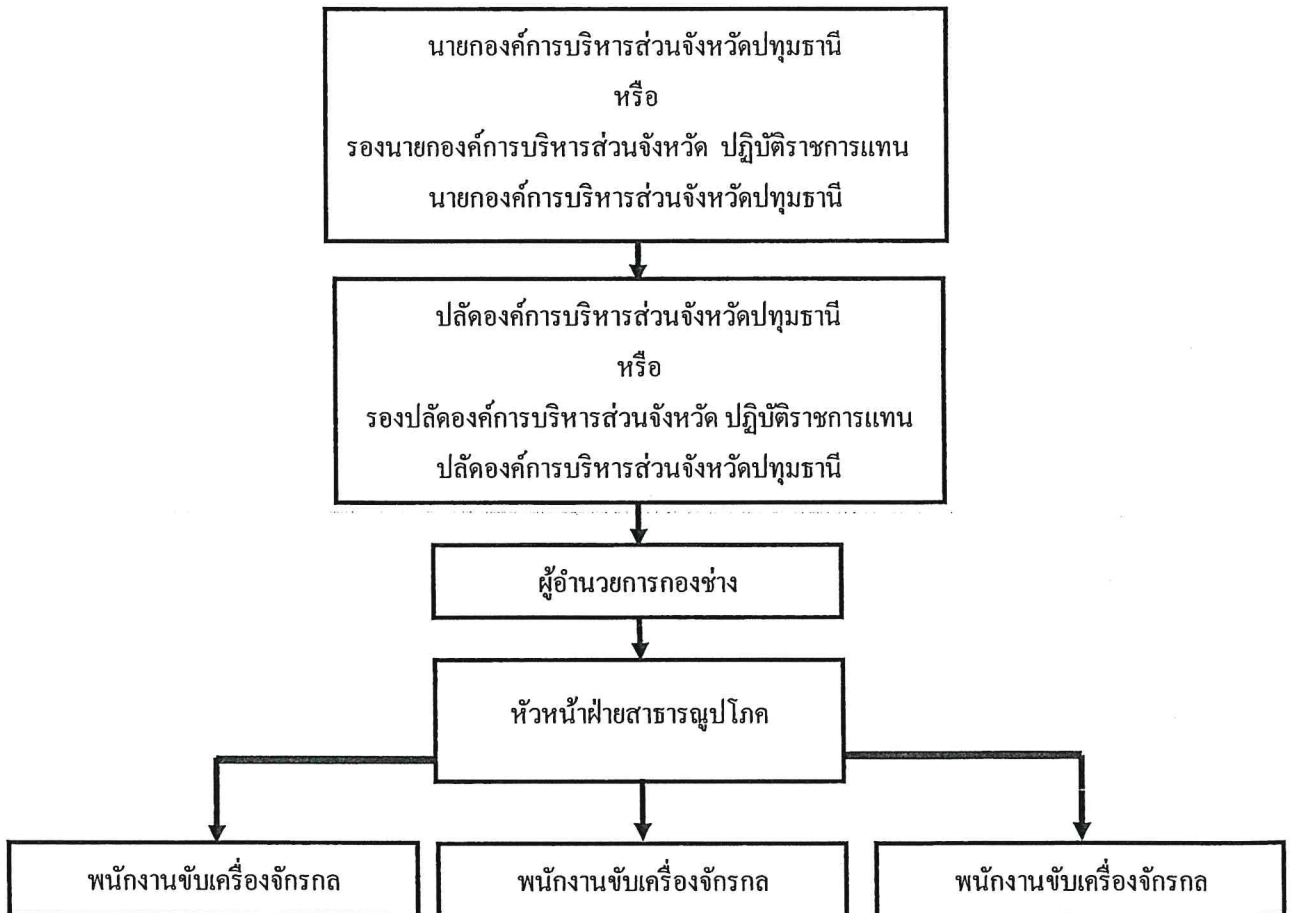 นายกองค์การบริหารส่วนจังหวัดปทุมธานี
หรือ
รองนายกองค์การบริหารส่วนจังหวัด ปฏิบัติราชการแทน
นายกองค์การบริหารส่วนจังหวัดปทุมธานี
ปลัดองค์การบริหารส่วนจังหวัดปทุมธานี
หรือ
รองปลัดองค์การบริหารส่วนจังหวัด ปฏิบัติราชการแทน
ปลัดองค์การบริหารส่วนจังหวัดปทุมธานี
ผู้อำนวยการกองช่าง
หัวหน้าฝ่ายสาธารณูปโภค
พนักงานขับเครื่องจักรกล
พนักงานขับเครื่องจักรกล
พนักงานขับเครื่องจักรกล